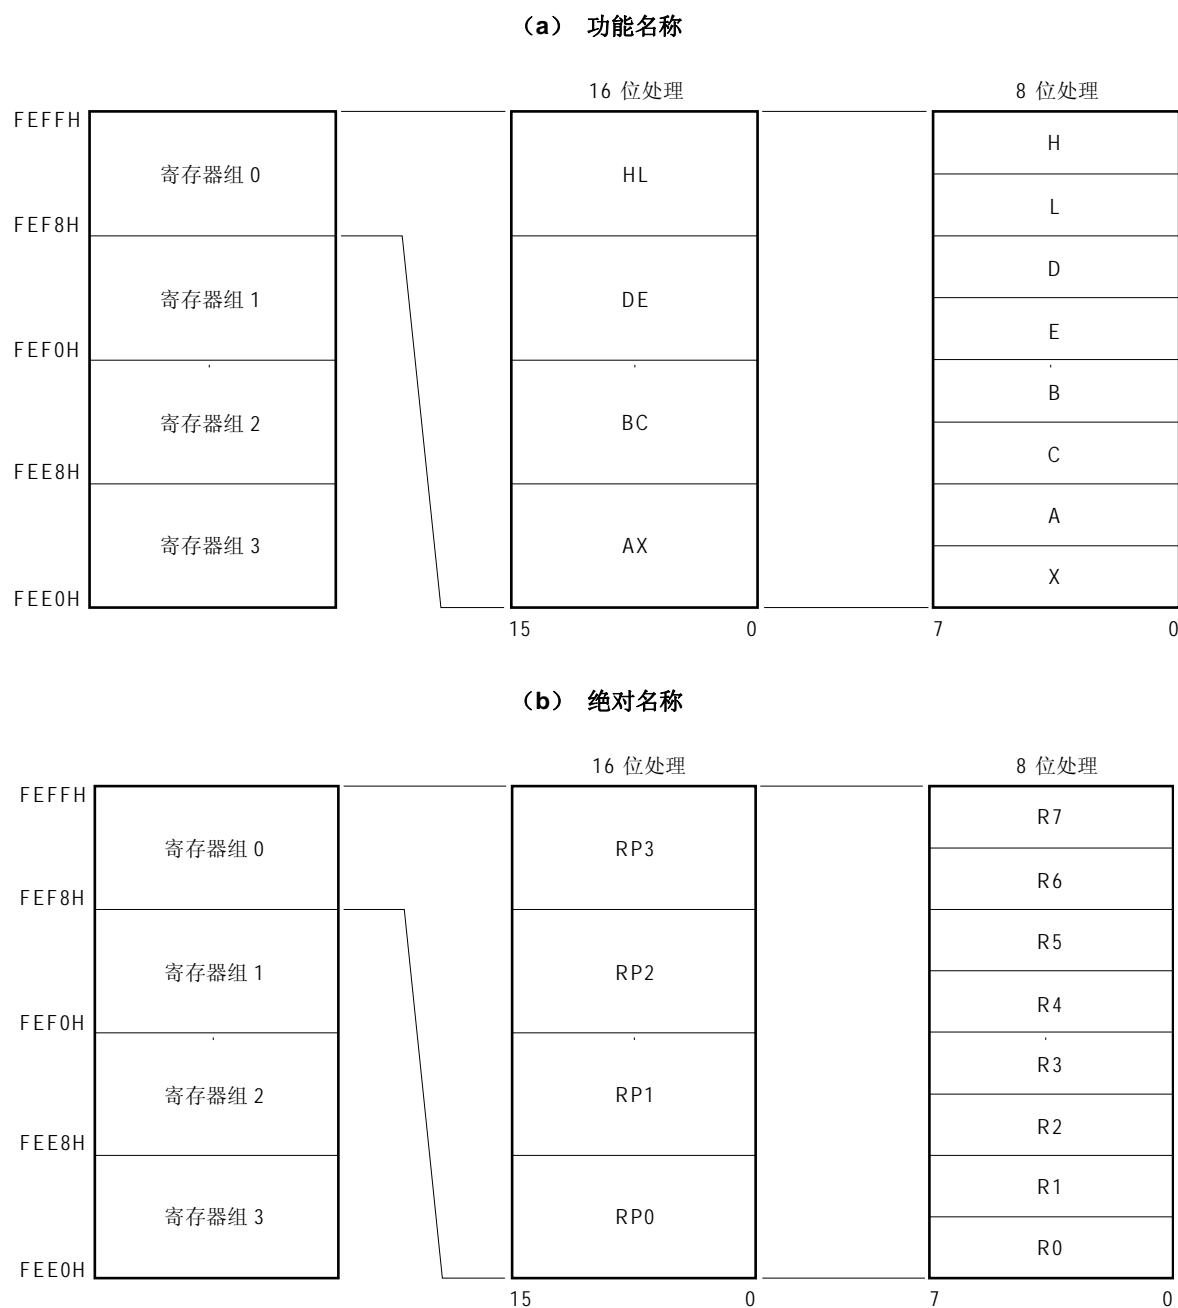 （a） 功能名称
16 位处理
8 位处理
FEFFH
寄存器组 0
HL
H
L
FEF8H
寄存器组 1
DE
D
E
FEF0H
寄存器组 2
BC
B
C
FEE8H
寄存器组 3
AX
A
X
FEE0H
15 0
7 0
（b） 绝对名称
16 位处理
8 位处理
FEFFH
寄存器组 0
RP3
R7
R6
FEF8H
寄存器组 1
RP2
R5
R4
FEF0H
寄存器组 2
RP1
R3
R2
FEE8H
寄存器组 3
RP0
R1
R0
FEE0H
15 0
7 0